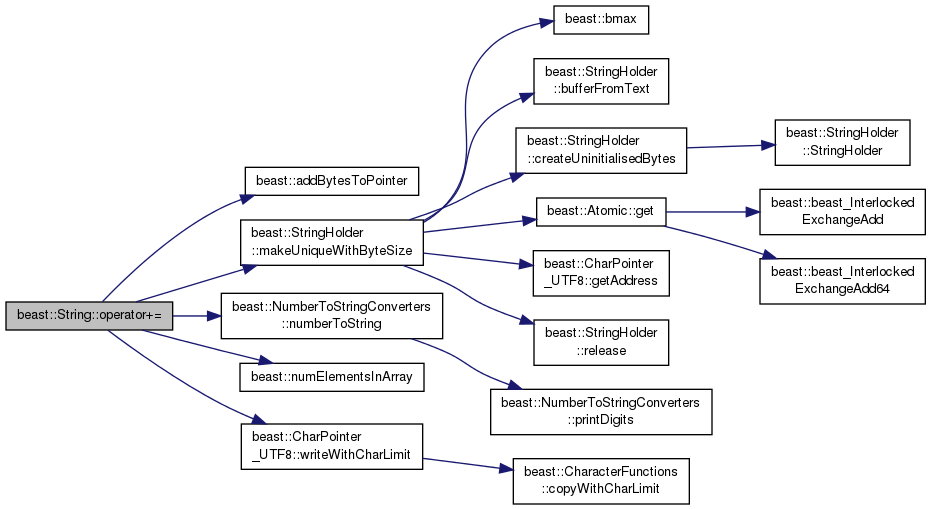 beast::String::operator+=
beast::addBytesToPointer
beast::StringHolder
::makeUniqueWithByteSize
beast::NumberToStringConverters
::numberToString
beast::numElementsInArray
beast::CharPointer
_UTF8::writeWithCharLimit
beast::bmax
beast::StringHolder
::bufferFromText
beast::StringHolder
::createUninitialisedBytes
beast::Atomic::get
beast::CharPointer
_UTF8::getAddress
beast::StringHolder
::release
beast::NumberToStringConverters
::printDigits
beast::CharacterFunctions
::copyWithCharLimit
beast::StringHolder
::StringHolder
beast::beast_Interlocked
ExchangeAdd
beast::beast_Interlocked
ExchangeAdd64